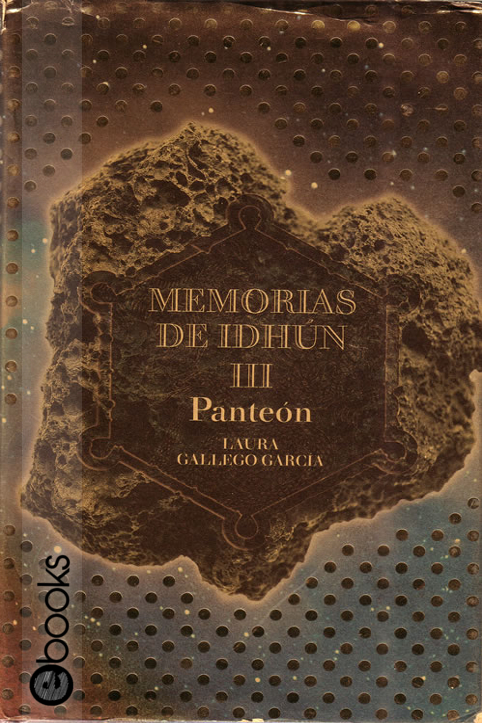 MEMORIAS
DE IDHÚN
III
Panteón
LAURA
GALLEGO GARCÍA
ebooks